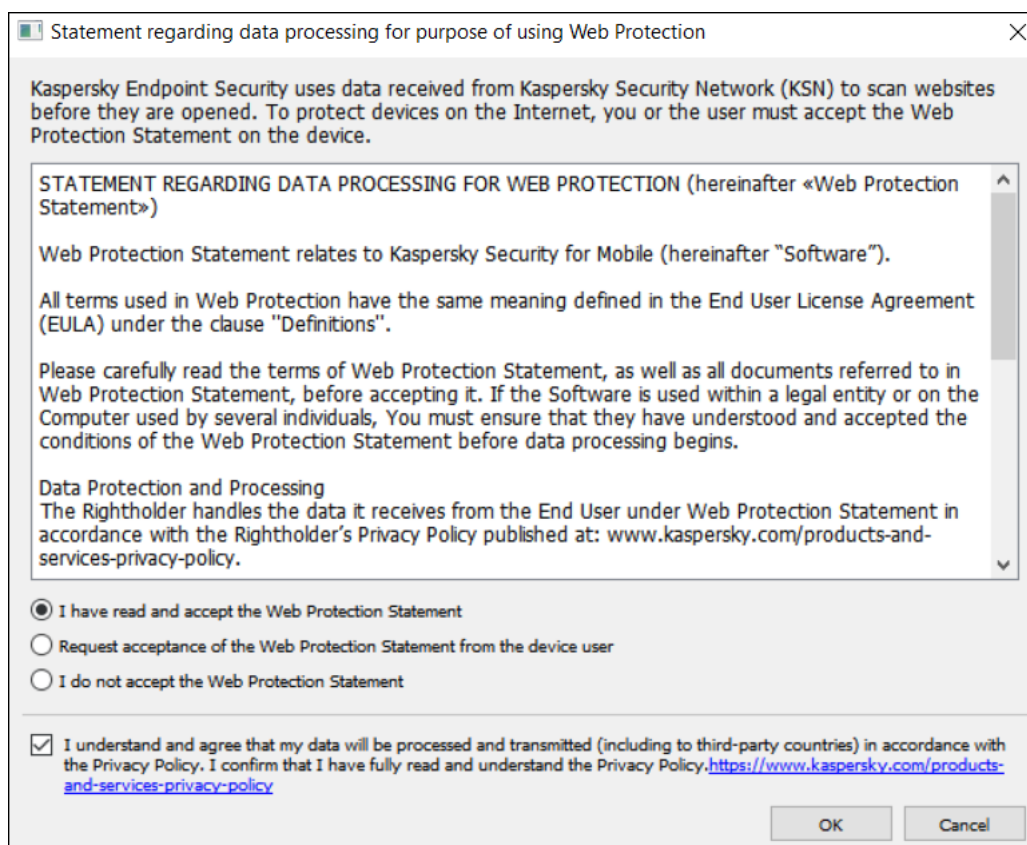 Statement regarding data processing for purpose of using Web Protection
Kaspersky Endpoint Security uses data received from Kaspersky Security Network (KSN) to scan websites
before they are opened. To protect devices on the Internet, you or the user must accept the Web
Protection Statement on the device.
STATEMENT REGARDING DATA PROCESSING FOR WEB PROTECTION (hereinafter «Web Protection
Statement»)
Web Protection Statement relates to Kaspersky Security for Mobile (hereinafter “Software”).
All terms used in Web Protection have the same meaning defined in the End User License Agreement
(EULA) under the clause "Definitions".
Please carefully read the terms of Web Protection Statement, as well as all documents referred to in
Web Protection Statement, before accepting it. If the Software is used within a legal entity or on the
Computer used by several individuals, You must ensure that they have understood and accepted the
conditions of the Web Protection Statement before data processing begins.
Data Protection and Processing
The Rightholder handles the data it receives from the End User under Web Protection Statement in
accordance with the Rightholder’s Privacy Policy published at: www.kaspersky.com/products-and-
services-privacy-policy.
I have read and accept the Web Protection Statement
Request acceptance of the Web Protection Statement from the device user
I do not accept the Web Protection Statement
I understand and agree that my data will be processed and transmitted (including to third-party countries) in accordance with
the Privacy Policy. I confirm that I have fully read and understand the Privacy Policy.https://www.kaspersky.com/products-
and-services-privacy-policy
OK Cancel